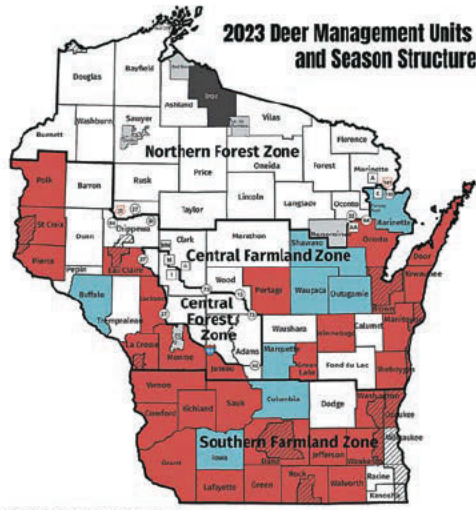 2023 Deer Management Units
and Season Structure
Douglas
Bayfield
Ashland
Iron
Vilas
Burnett
Washburn
Sawyer
Florence
Northern Forest Zone
Price
Oneida
Forest
Marinette
Polk
Barron
Rusk
Lincoln
Langlade
Oconto
Taylor
St Croix
Dunn
Chippewa
Clark
Marathon
Menominee
Shawano
Marinette
Oconto
Door
Pierce
Pepin
Eau Claire
Central Farmland Zone
Kewaunee
Buffalo
Trempealeau
Jackson
Wood
Portage
Waupaca
Outagamie
Brown
Central
Forest
Zone
Waushara
Winnebago
Calumet
Manitowoc
La Crosse
Monroe
Juneau
Adams
Marquette
Green
Lake
Fond du Lac
Sheboygan
Vernon
Crawford
Richland
Sauk
Columbia
Dodge
Washington
Ozaukee
Southern Farmland Zone
Milwaukee
Grant
Iowa
Dane
Jefferson
Waukesha
Lafayette
Green
Rock
Walworth
Racine
Kenosha